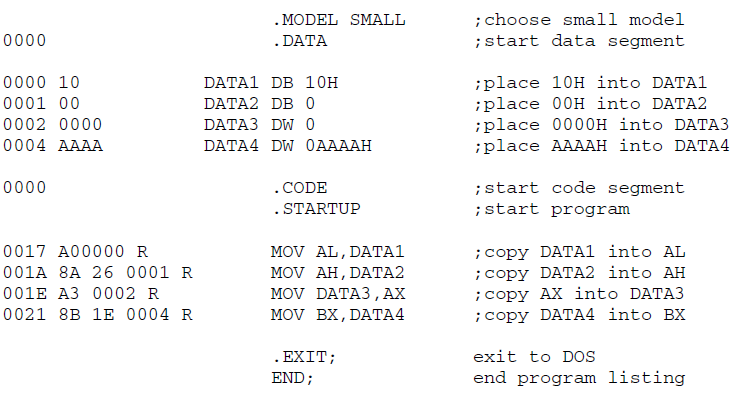 .MODEL SMALL ;choose small model
0000 .DATA ;start data segment
0000 10 DATA1 DB 10H ;place 10H into DATA1
0001 00 DATA2 DB 0 ;place 00H into DATA2
0002 0000 DATA3 DW 0 ;place 0000H into DATA3
0004 AAAA DATA4 DW 0AAAAH ;place AAAAH into DATA4
0000 .CODE ;start code segment
.STARTUP ;start program
0017 A00000 R MOV AL,DATA1 ;copy DATA1 into AL
001A 8A 26 0001 R MOV AH,DATA2 ;copy DATA2 into AH
001E A3 0002 R MOV DATA3,AX ;copy AX into DATA3
0021 8B 1E 0004 R MOV BX,DATA4 ;copy DATA4 into BX
.EXIT; exit to DOS
END; end program listing